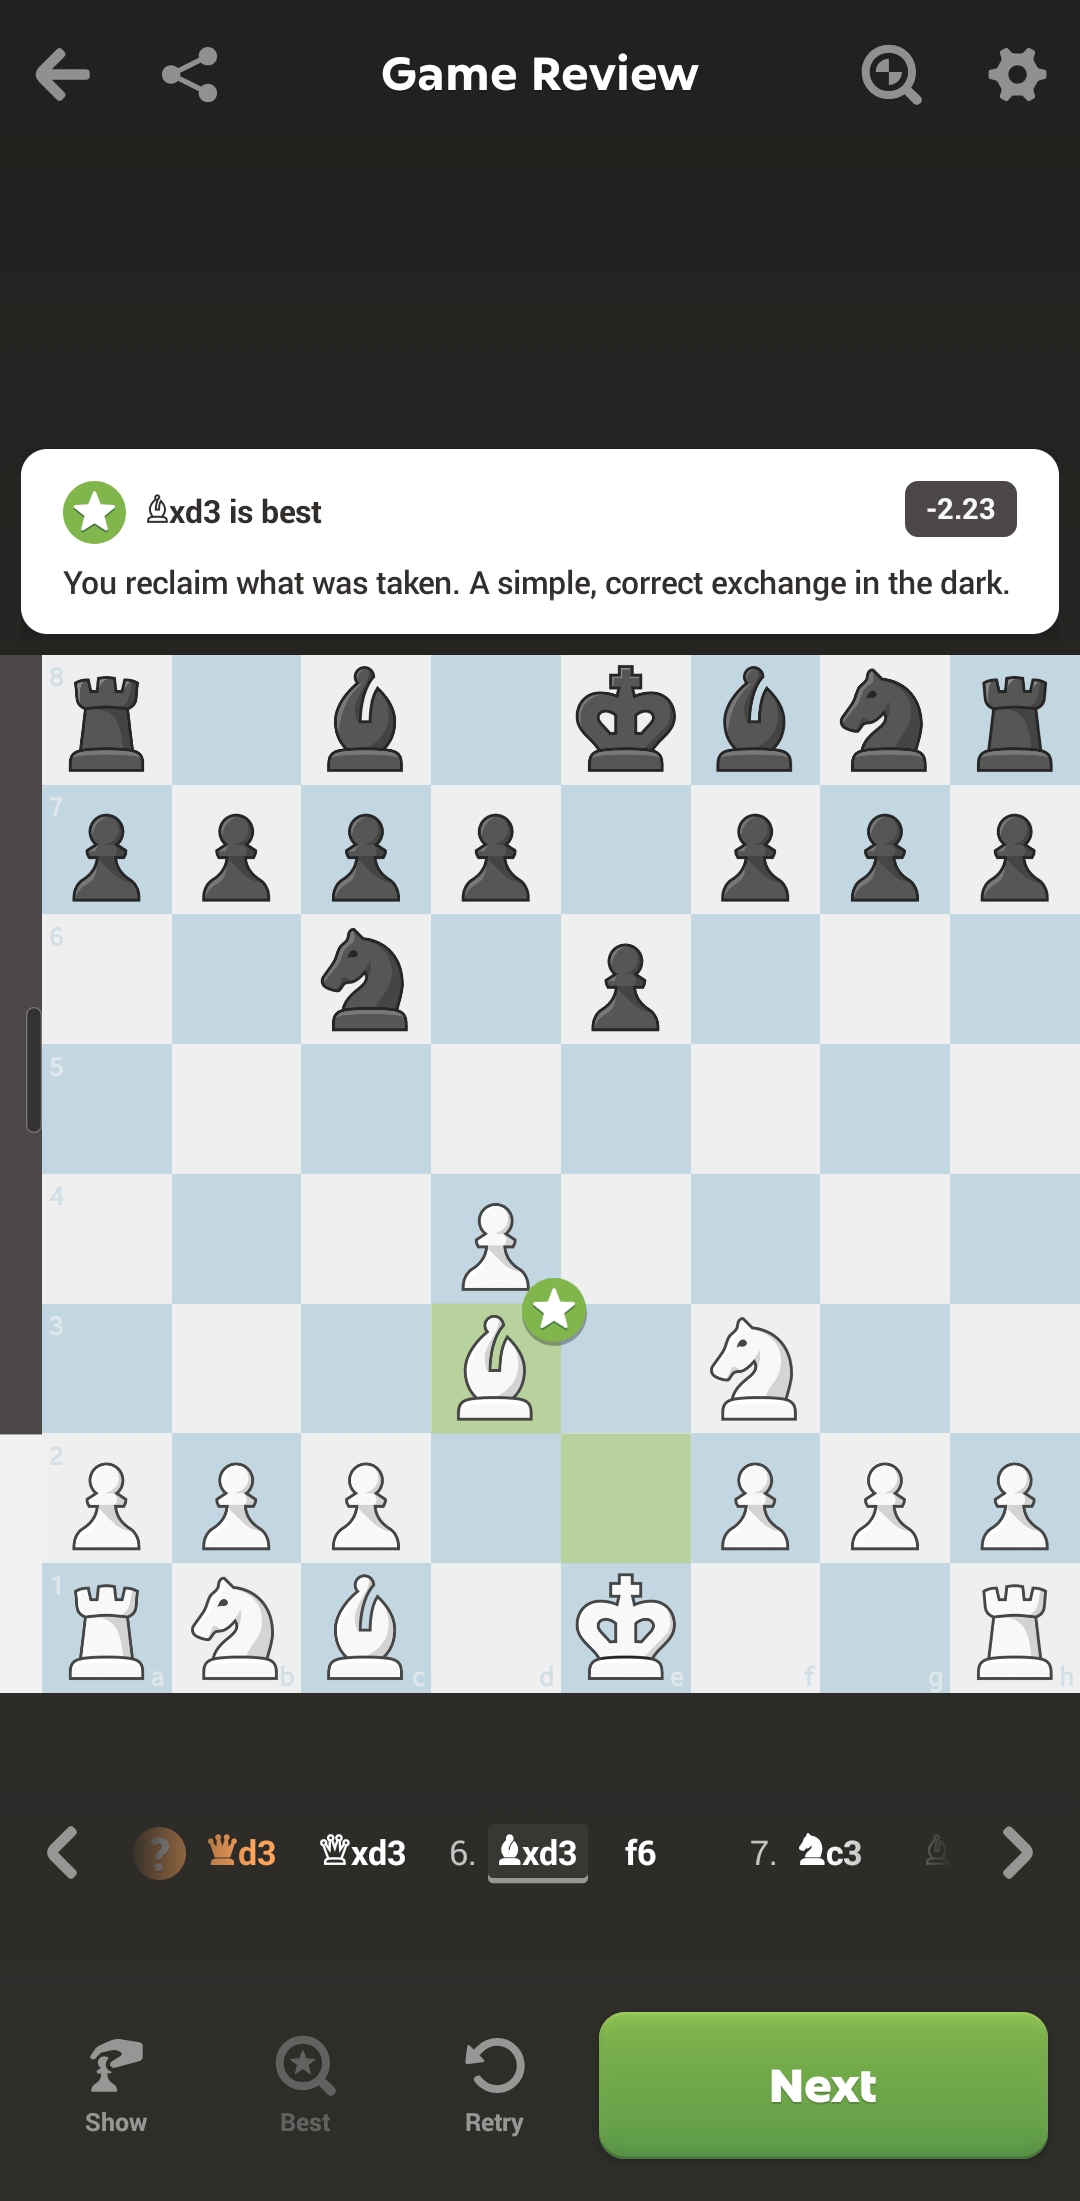 Game Review
xd3 is best
-2.23
You reclaim what was taken. A simple, correct exchange in the dark.
8
7
6
5
4
3
2
1
a b c d e f g h
? d3 xd3 6. xd3 f6 7. c3
Show Best Retry Next